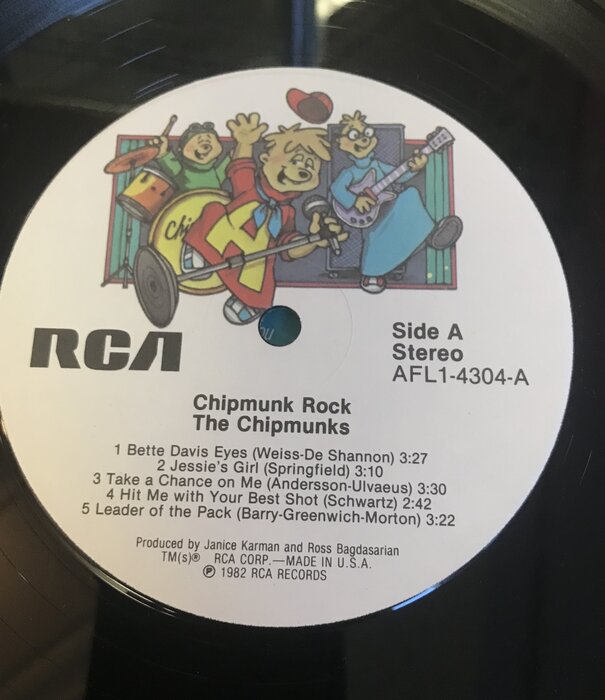 Chi
A
RCA
Side A
Stereo
AFL1-4304-A
Chipmunk Rock
The Chipmunks
1 Bette Davis Eyes (Weiss-De Shannon) 3:27
2 Jessie's Girl (Springfield) 3:10
3 Take a Chance on Me (Andersson-Ulvaeus) 3:30
4 Hit Me with Your Best Shot (Schwartz) 2:42
5 Leader of the Pack (Barry-Greenwich-Morton) 3:22
Produced by Janice Karman and Ross Bagdasarian
TM(s)® RCA CORP.—MADE IN U.S.A.
℗ 1982 RCA RECORDS